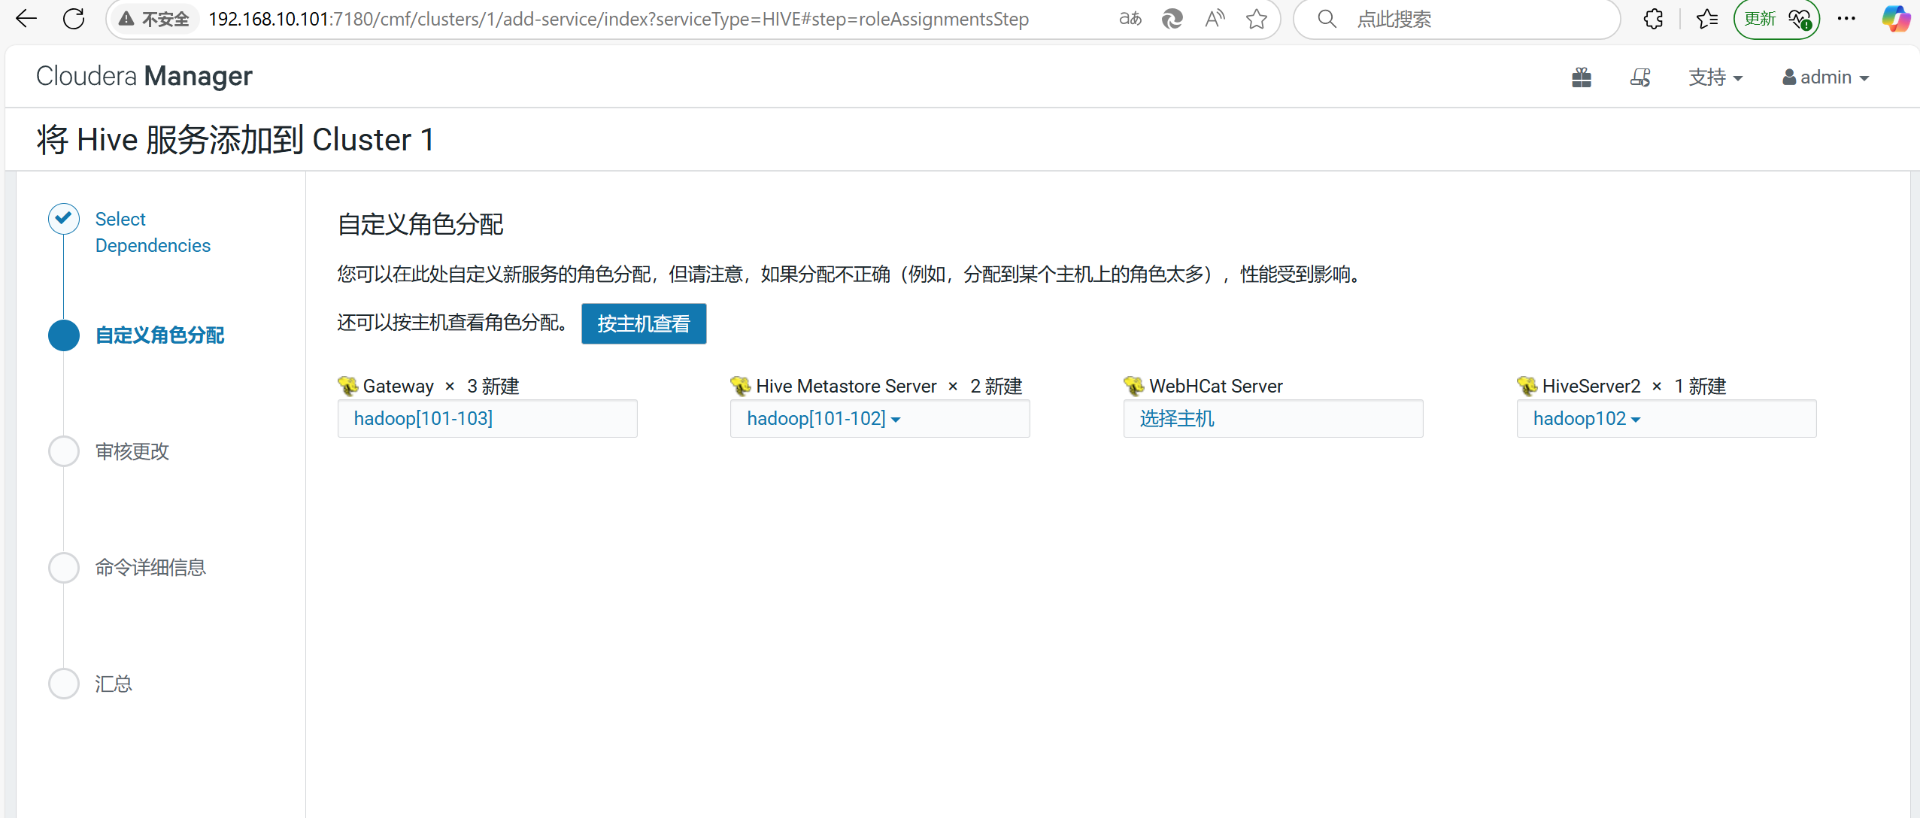 不安全 192.168.10.101:7180/cmf/clusters/1/add-service/index?serviceType=HIVE#step=roleAssignmentsStep 点此搜索 更新
Cloudera Manager 支持 admin
将 Hive 服务添加到 Cluster 1
Select
Dependencies
自定义角色分配
审核更改
命令详细信息
汇总
自定义角色分配
您可以在此处自定义新服务的角色分配，但请注意，如果分配不正确（例如，分配到某个主机上的角色太多），性能受到影响。
还可以按主机查看角色分配。 按主机查看
Gateway × 3 新建
hadoop[101-103]
Hive Metastore Server × 2 新建
hadoop[101-102]
WebHCat Server
选择主机
HiveServer2 × 1 新建
hadoop102